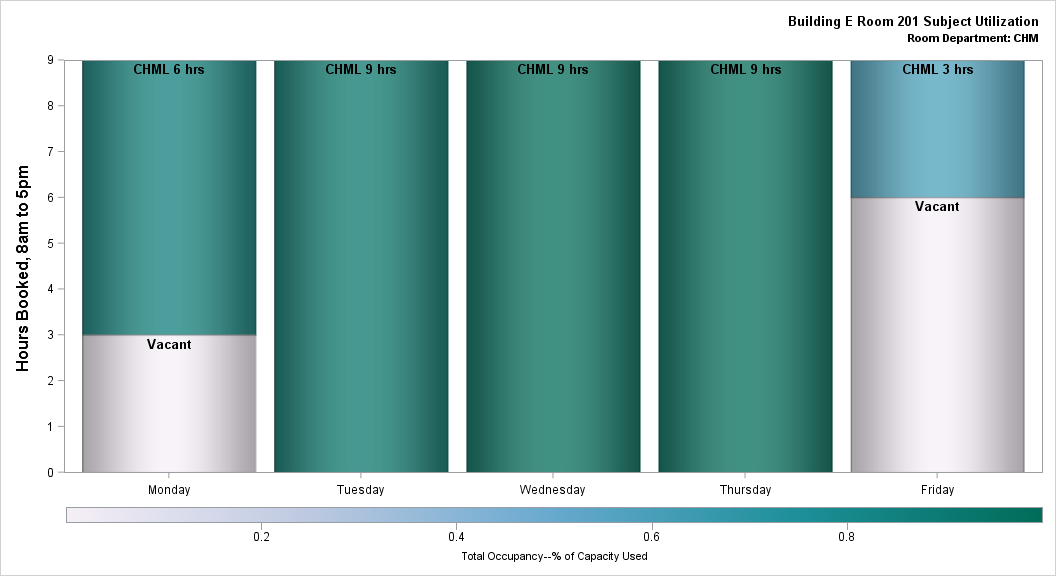 Building E Room 201 Subject Utilization
Room Department: CHM
Hours Booked, 8am to 5pm
9
8
7
6
5
4
3
2
1
0
CHML 6 hrs
CHML 9 hrs
CHML 9 hrs
CHML 9 hrs
CHML 3 hrs
Vacant
Vacant
Monday
Tuesday
Wednesday
Thursday
Friday
0.2
0.4
0.6
0.8
Total Occupancy--% of Capacity Used